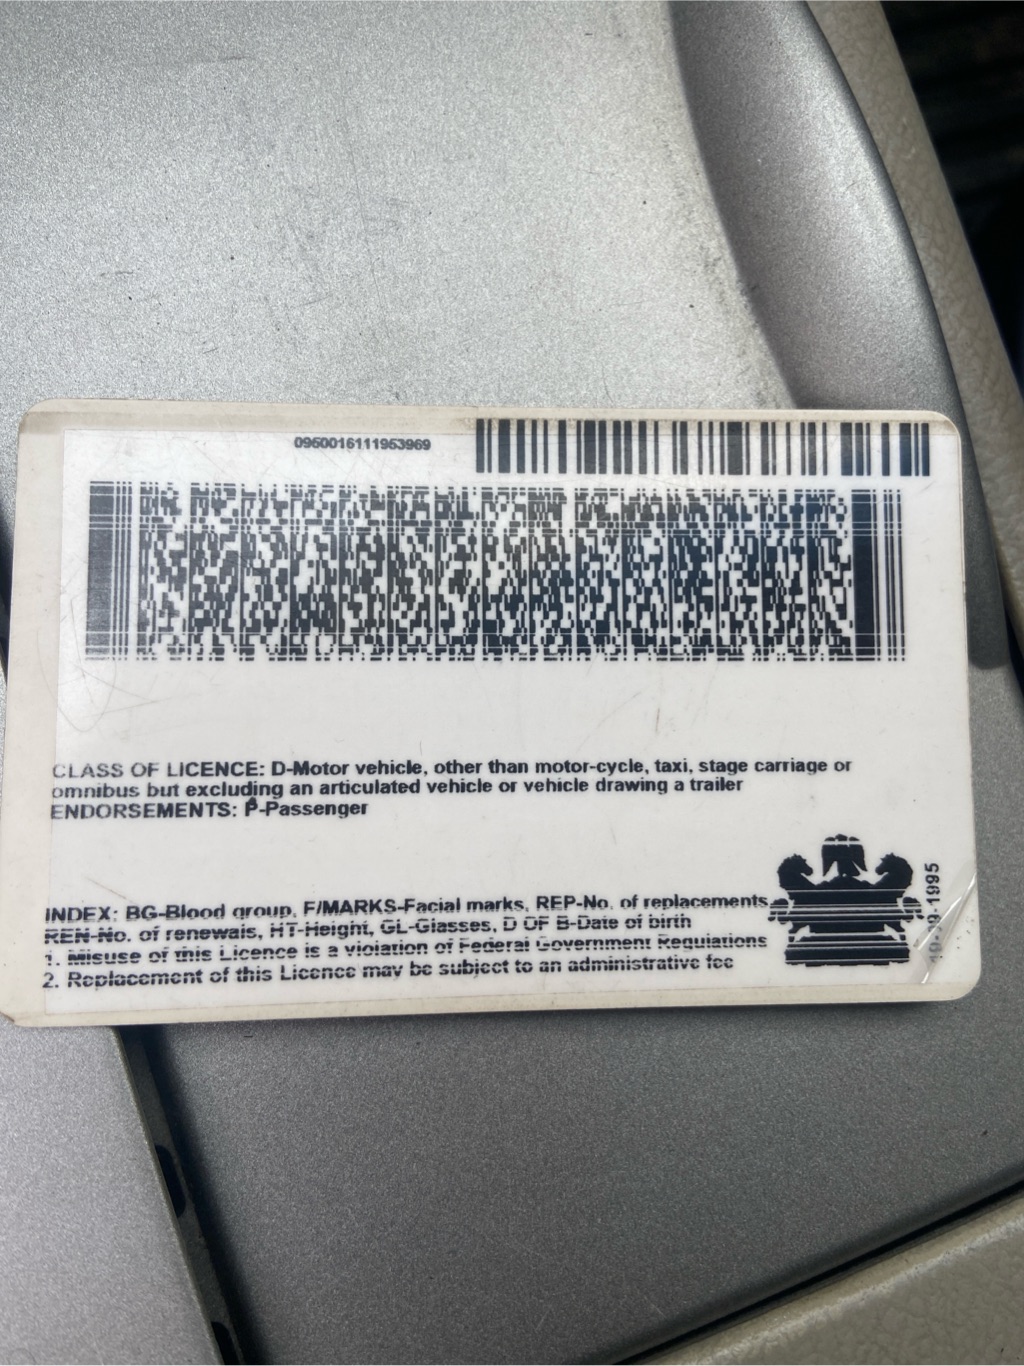 0950016111953969
CLASS OF LICENCE: D-Motor vehicle, other than motor-cycle, taxi, stage carriage or
omnibus but excluding an articulated vehicle or vehicle drawing a trailer
ENDORSEMENTS: P-Passenger
INDEX: BG-Blood group, F/MARKS-Facial marks, REP-No. of replacements,
REN-No. of renewals, HT-Height, GL-Glasses, D OF B-Date of birth
1. Misuse of this Licence is a violation of Federal Government Regulations
2. Replacement of this Licence may be subject to an administrative fee